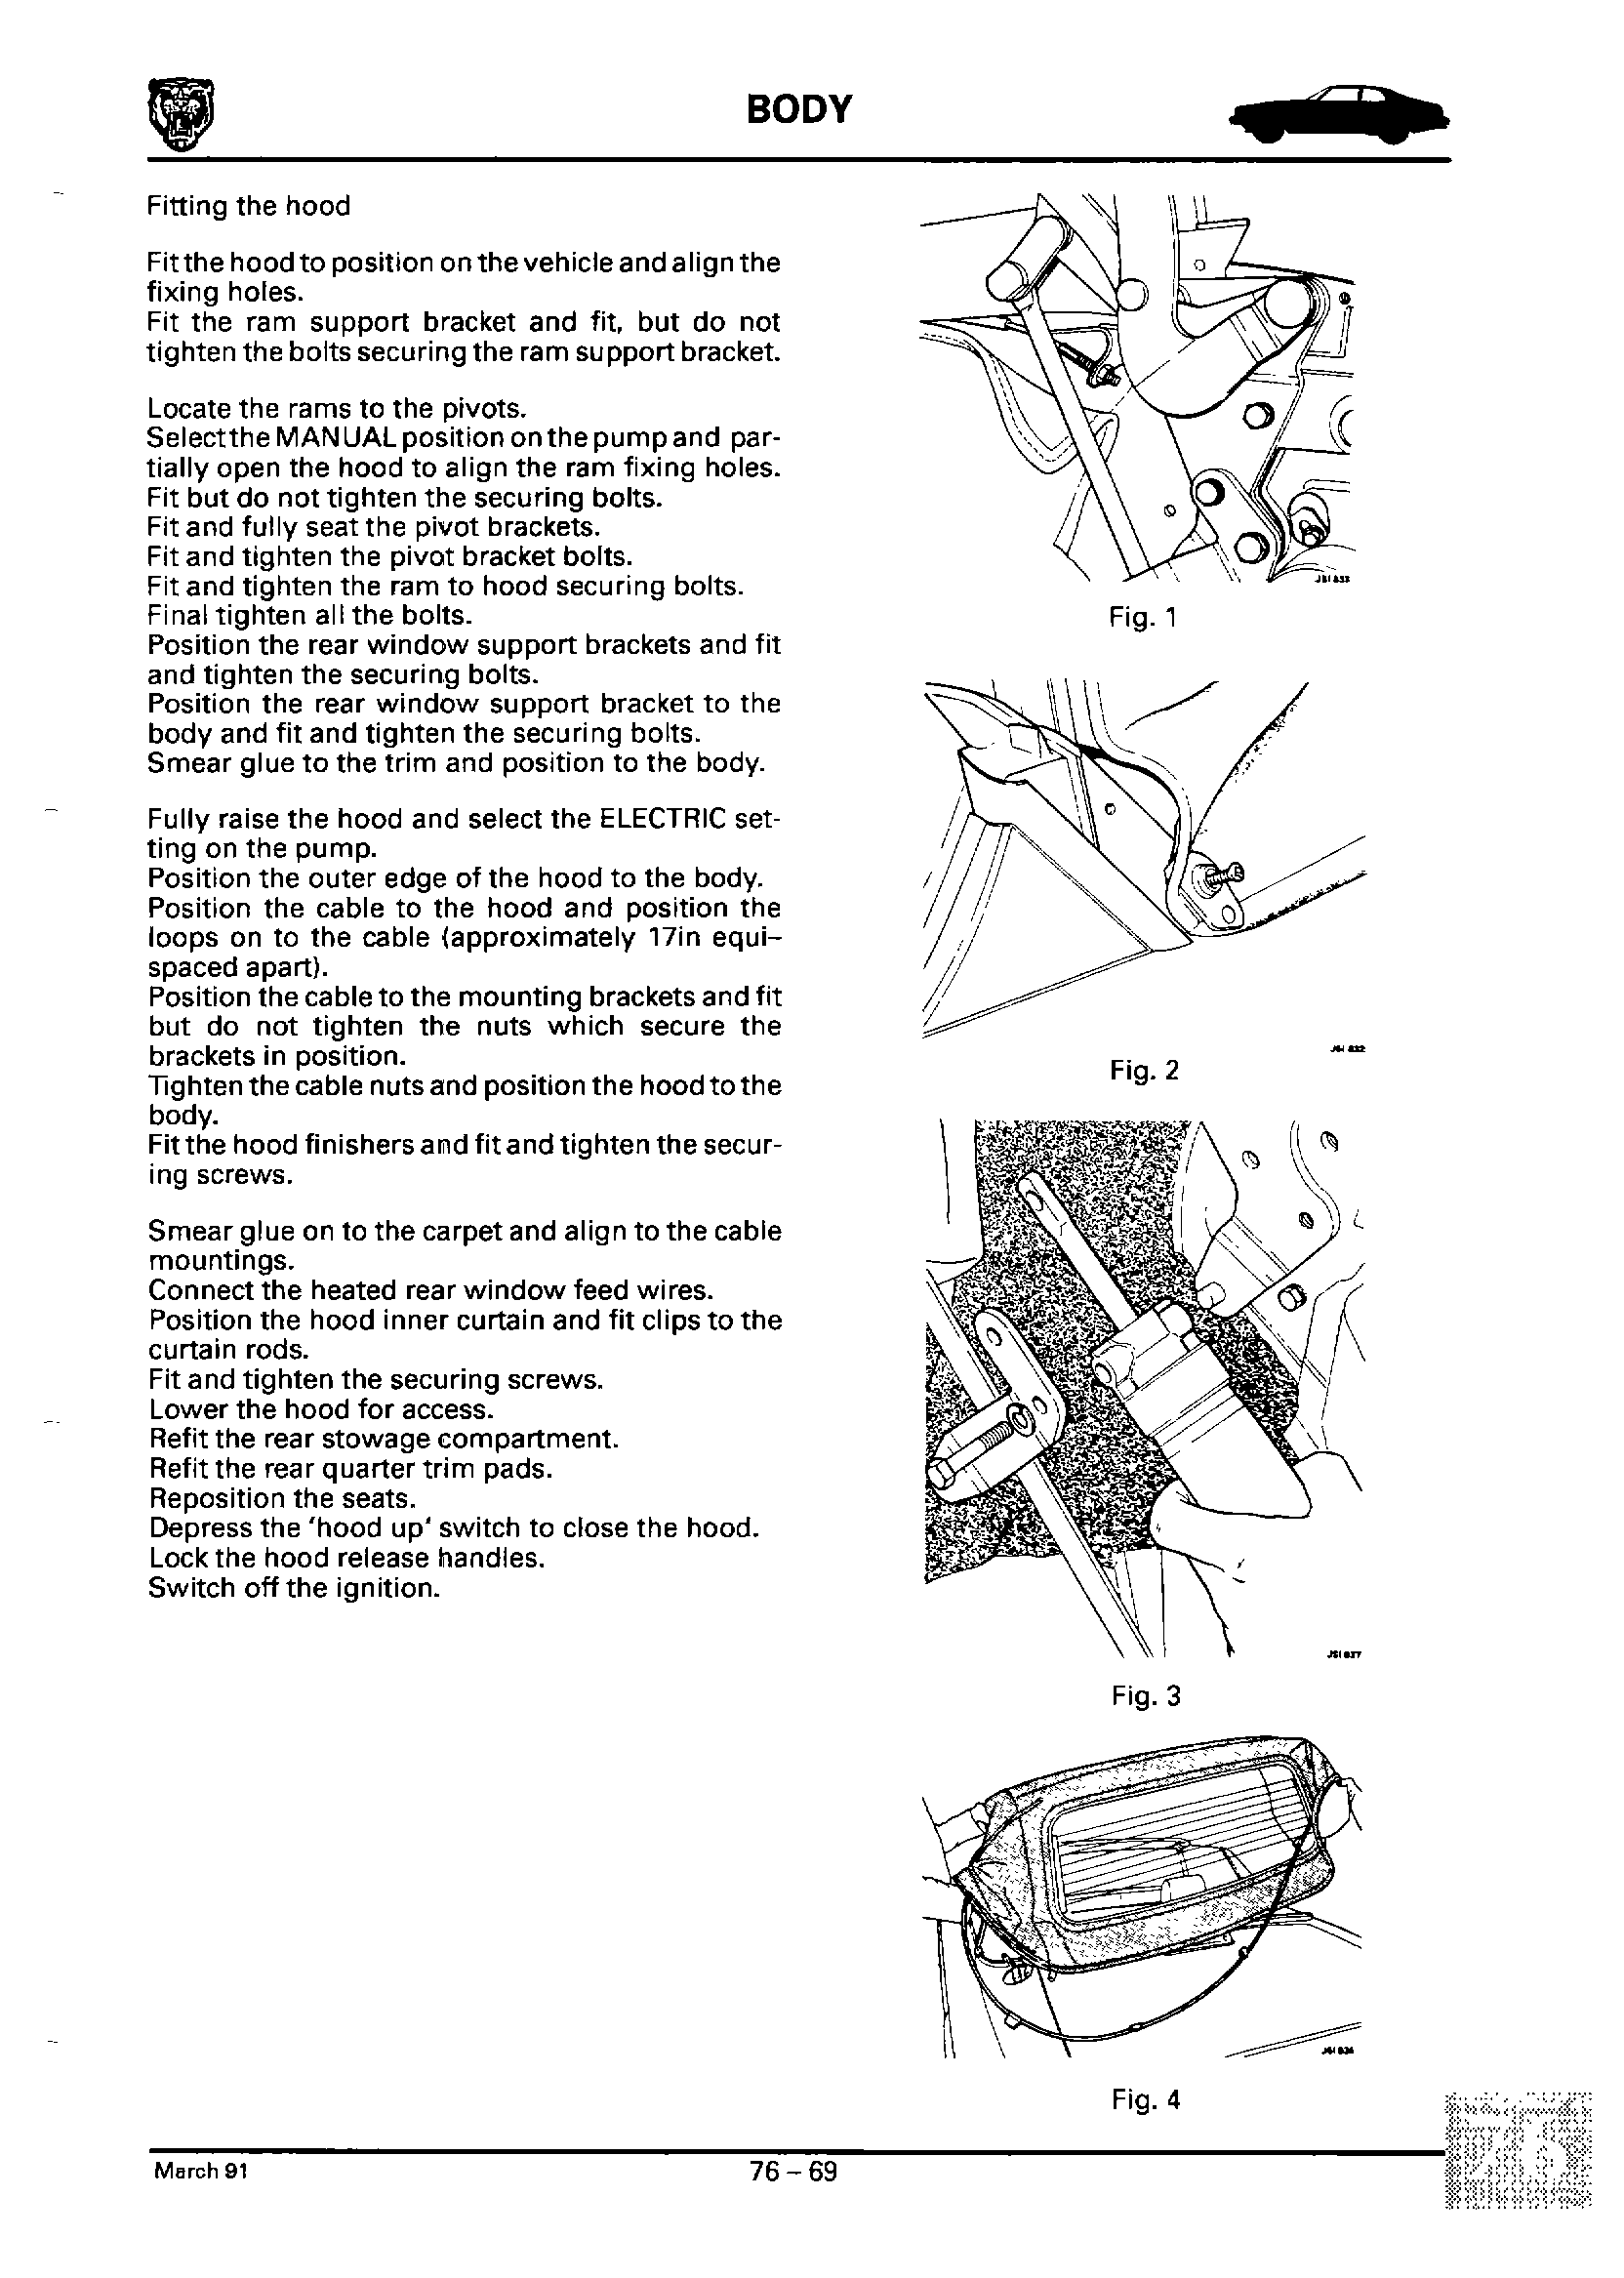 BODY
Fitting the hood
Fit the hood to position on the vehicle and align the
fixing holes.
Fit the ram support bracket and fit, but do not
tighten the bolts securing the ram support bracket.
Locate the rams to the pivots.
Select the MANUAL position on the pump and par-
tially open the hood to align the ram fixing holes.
Fit but do not tighten the securing bolts.
Fit and fully seat the pivot brackets.
Fit and tighten the pivot bracket bolts.
Fit and tighten the ram to hood securing bolts.
Final tighten all the bolts.
Position the rear window support brackets and fit
and tighten the securing bolts.
Position the rear window support bracket to the
body and fit and tighten the securing bolts.
Smear glue to the trim and position to the body.
Fully raise the hood and select the ELECTRIC set-
ting on the pump.
Position the outer edge of the hood to the body.
Position the cable to the hood and position the
loops on to the cable (approximately 17in equi–
spaced apart).
Position the cable to the mounting brackets and fit
but do not tighten the nuts which secure the
brackets in position.
Tighten the cable nuts and position the hood to the
body.
Fit the hood finishers and fit and tighten the secur-
ing screws.
Smear glue on to the carpet and align to the cable
mountings.
Connect the heated rear window feed wires.
Position the hood inner curtain and fit clips to the
curtain rods.
Fit and tighten the securing screws.
Lower the hood for access.
Refit the rear stowage compartment.
Refit the rear quarter trim pads.
Reposition the seats.
Depress the 'hood up' switch to close the hood.
Lock the hood release handles.
Switch off the ignition.
Fig. 1
Fig. 2
Fig. 3
Fig. 4
76
March 91
76 – 69